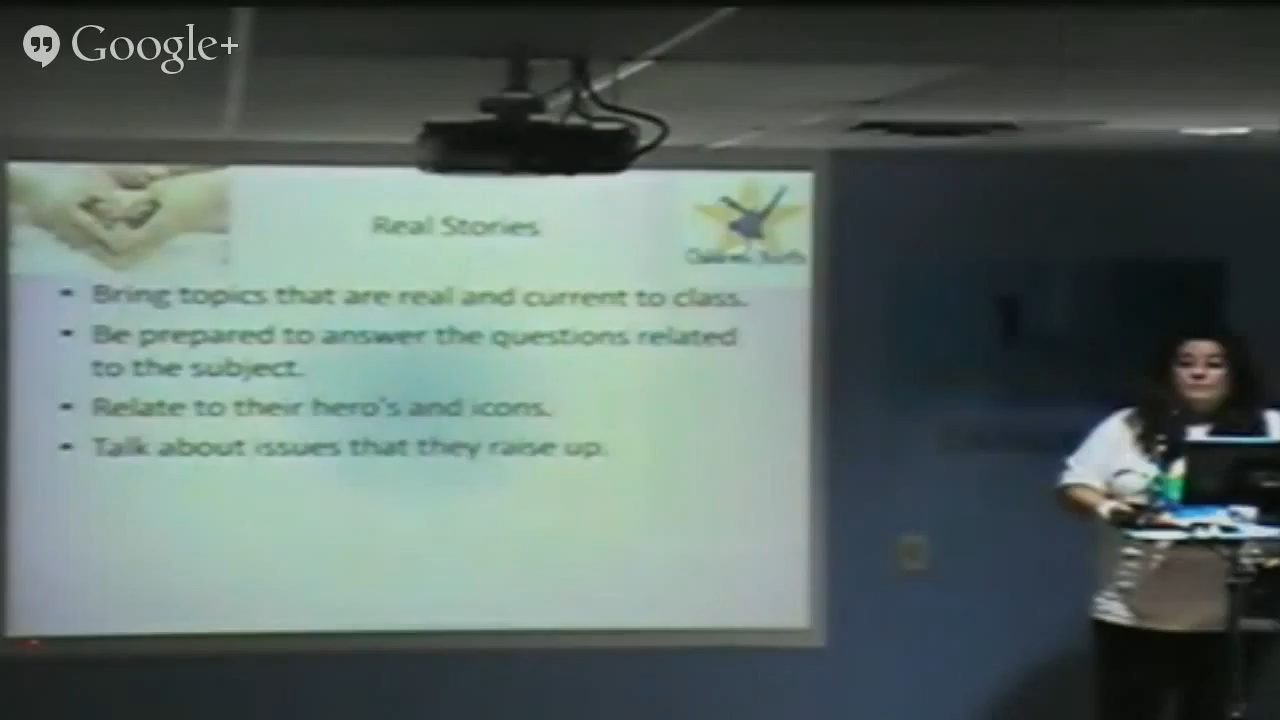 Google+
Real Stories
• Bring topics that are real and current to class.
• Be prepared to answer the questions related
to the subject.
• Relate to their hero's and icons.
• Talk about issues that they raise up.